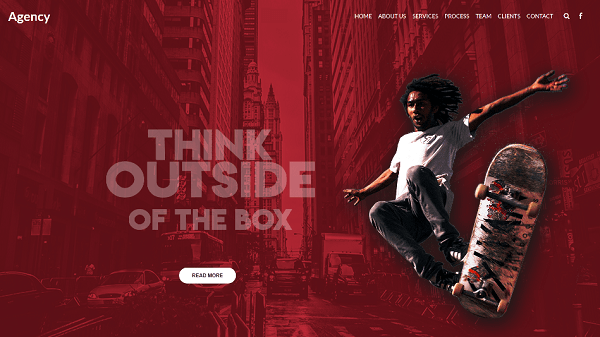 Agency
HOME ABOUT US SERVICES PROCESS TEAM CLIENTS CONTACT
THINK
OUTSIDE
OF THE BOX
READ MORE